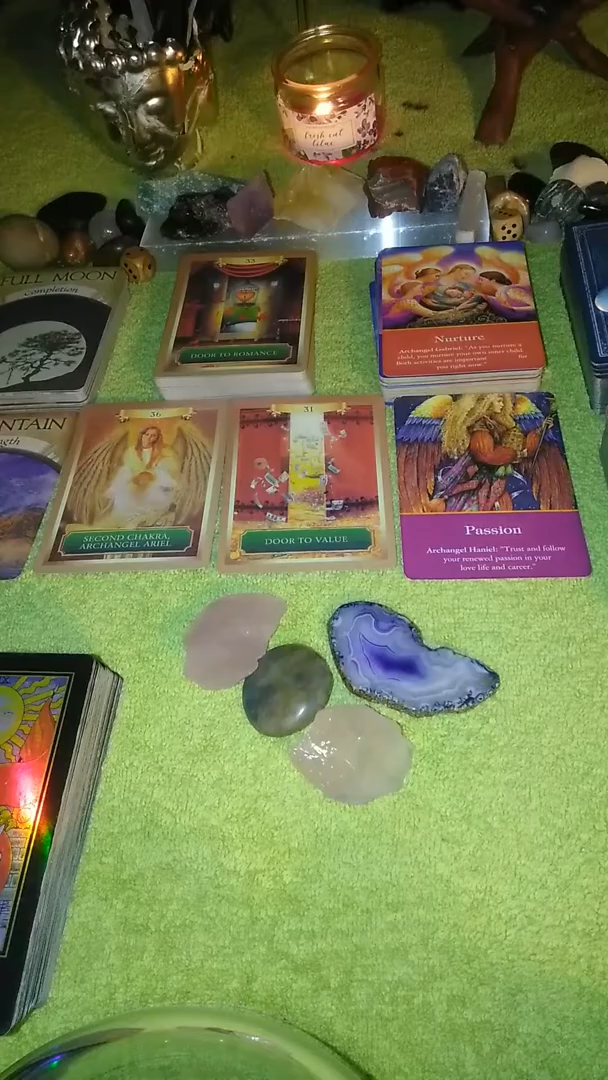 fresh cut
lilac
FULL MOON
Completion
33
DOOR TO ROMANCE
Nurture
Archangel Gabriel: "As you nurture a
child, you nurture your own inner child.
Both activities are important for
you right now."
NTAIN
ngth
36
SECOND CHAKRA,
ARCHANGEL ARIEL
31
DOOR TO VALUE
Passion
Archangel Haniel: "Trust and follow
your renewed passion in your
love life and career."